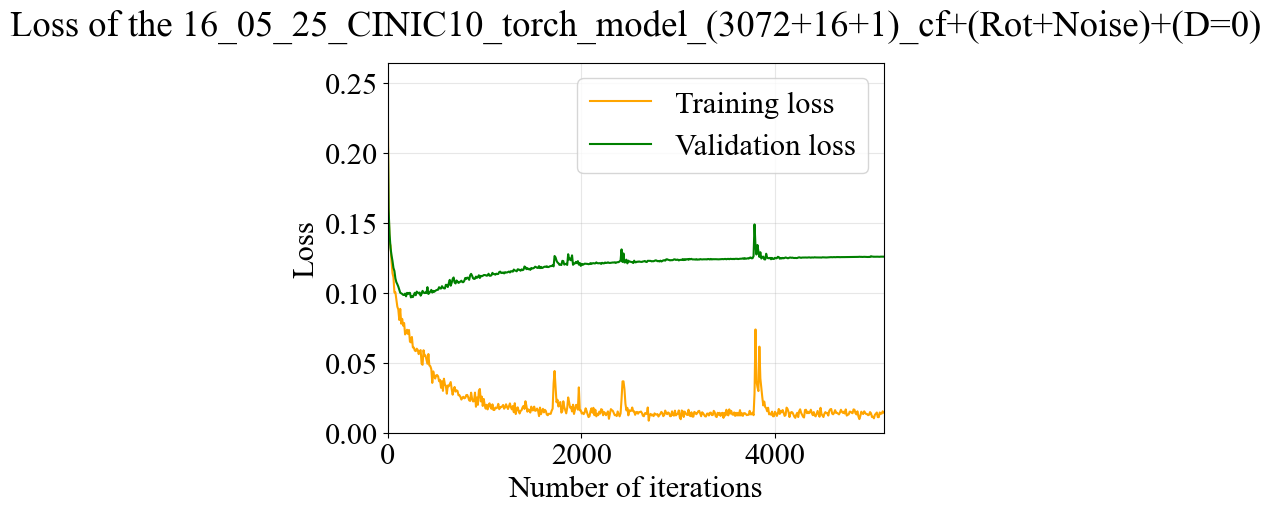 Loss of the 16_05_25_CINIC10_torch_model_(3072+16+1)_cf+(Rot+Noise)+(D=0)
0.25
0.20
0.15
0.10
0.05
0.00
Loss
Training loss
Validation loss
0
2000
4000
Number of iterations